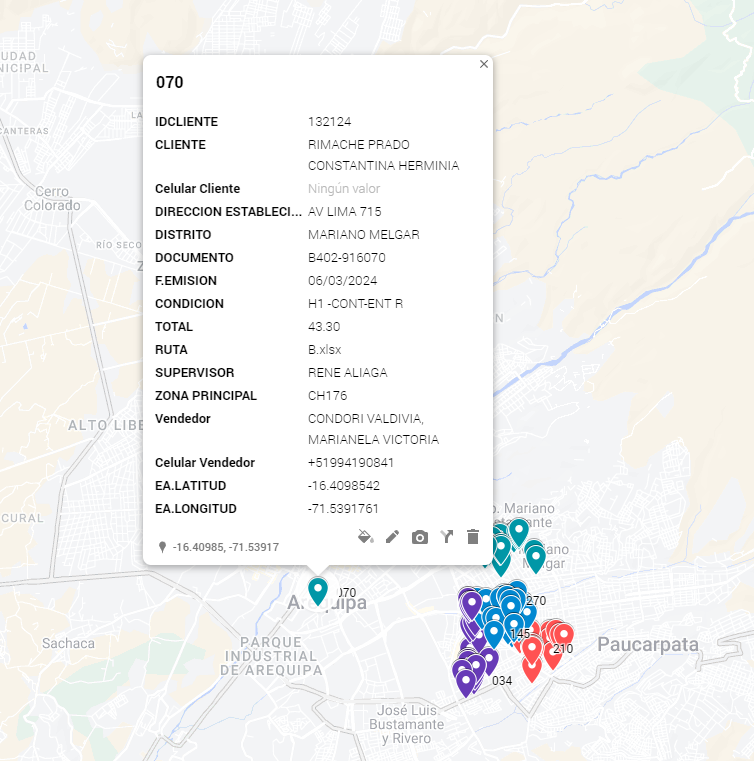 UDAD
NICIPAL
CANTERAS
LA
Cerro
Colorado
RÍO SECO
Z
ALTO LIBE
CURAL
N
070
IDCLIENTE 132124
CLIENTE RIMACHE PRADO
CONSTANTINA HERMINIA
Celular Cliente Ningún valor
DIRECCION ESTABLECI... AV LIMA 715
DISTRITO MARIANO MELGAR
DOCUMENTO B402-916070
F.EMISION 06/03/2024
CONDICION H1 -CONT-ENT R
TOTAL 43.30
RUTA B.xlsx
SUPERVISOR RENE ALIAGA
ZONA PRINCIPAL CH176
Vendedor CONDORI VALDIVIA,
MARIANELA VICTORIA
Celular Vendedor +51994190841
EA.LATITUD -16.4098542
EA.LONGITUD -71.5391761
-16.40985, -71.53917
Mariano
Mariano
Melgar
070
Arequipa
270
145
210
034
Sachaca
PARQUE
INDUSTRIAL
DE AREQUIPA
Paucarpata
José Luis
Bustamante
y Rivero